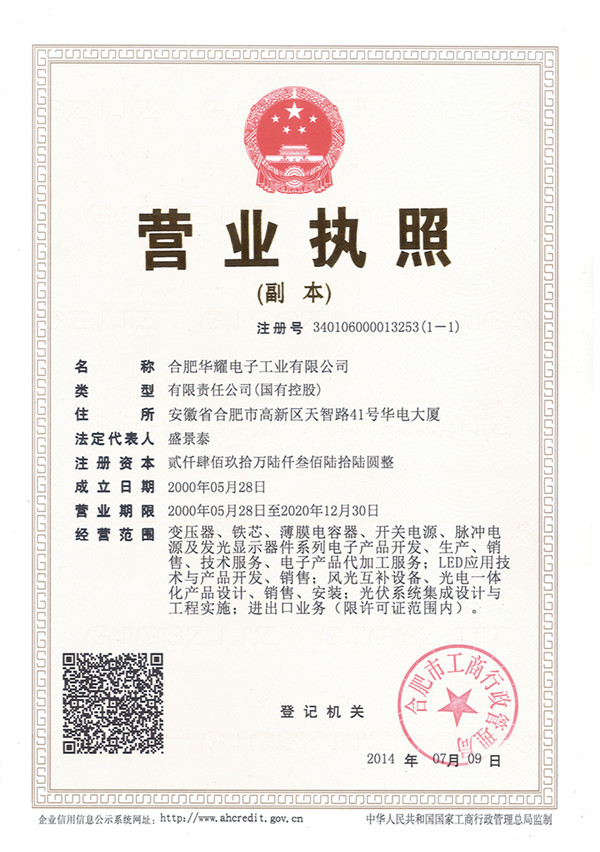 营业执照
(副 本)
注册号 340106000013253(1-1)
名 称 合肥华耀电子工业有限公司
类 型 有限责任公司(国有控股)
住 所 安徽省合肥市高新区天智路41号华电大厦
法定代表人 盛景泰
注册资本 贰仟肆佰玖拾万陆仟叁佰陆拾陆圆整
成立日期 2000年05月28日
营业期限 2000年05月28日至2020年12月30日
经营范围 变压器、铁芯、薄膜电容器、开关电源、脉冲电
源及发光显示器件系列电子产品开发、生产、销
售、技术服务、电子产品代加工服务；LED应用技
术与产品开发、销售；风光互补设备、光电一体
化产品设计、销售、安装；光伏系统集成设计与
工程实施；进出口业务（限许可证范围内）。
合肥市工商行政管理局
登记机关
2014 年 07月 09 日
企业信用信息公示系统网址：http://www.ahcredit.gov.cn 中华人民共和国国家工商行政管理总局监制